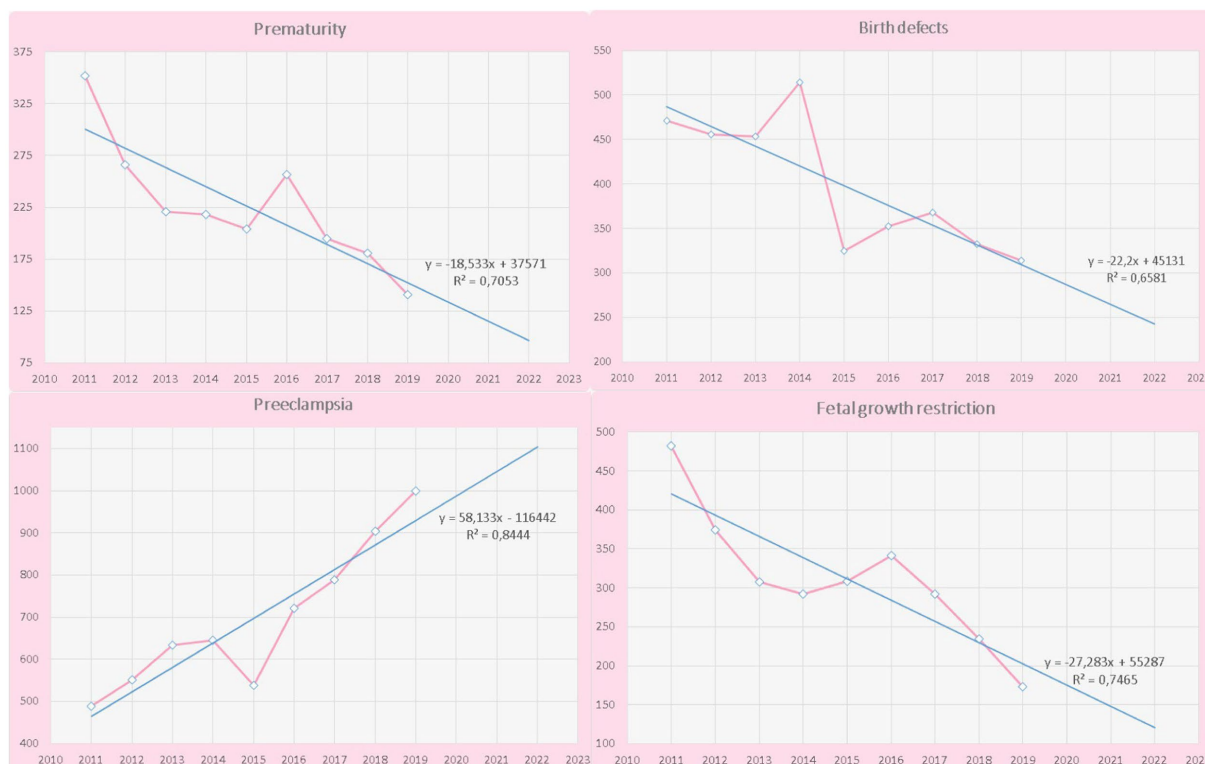 Prematurity
375
325
275
225
175
125
75
y = -18,533x + 37571
R² = 0,7053
2010 2011 2012 2013 2014 2015 2016 2017 2018 2019 2020 2021 2022 2023
Birth defects
550
500
450
400
350
300
250
200
y = -22,2x + 45131
R² = 0,6581
2010 2011 2012 2013 2014 2015 2016 2017 2018 2019 2020 2021 2022 202
Preeclampsia
1100
1000
900
800
700
600
500
400
y = 58,133x - 116442
R² = 0,8444
2010 2011 2012 2013 2014 2015 2016 2017 2018 2019 2020 2021 2022 2023
Fetal growth restriction
500
450
400
350
300
250
200
150
100
y = -27,283x + 55287
R² = 0,7465
2010 2011 2012 2013 2014 2015 2016 2017 2018 2019 2020 2021 2022 202